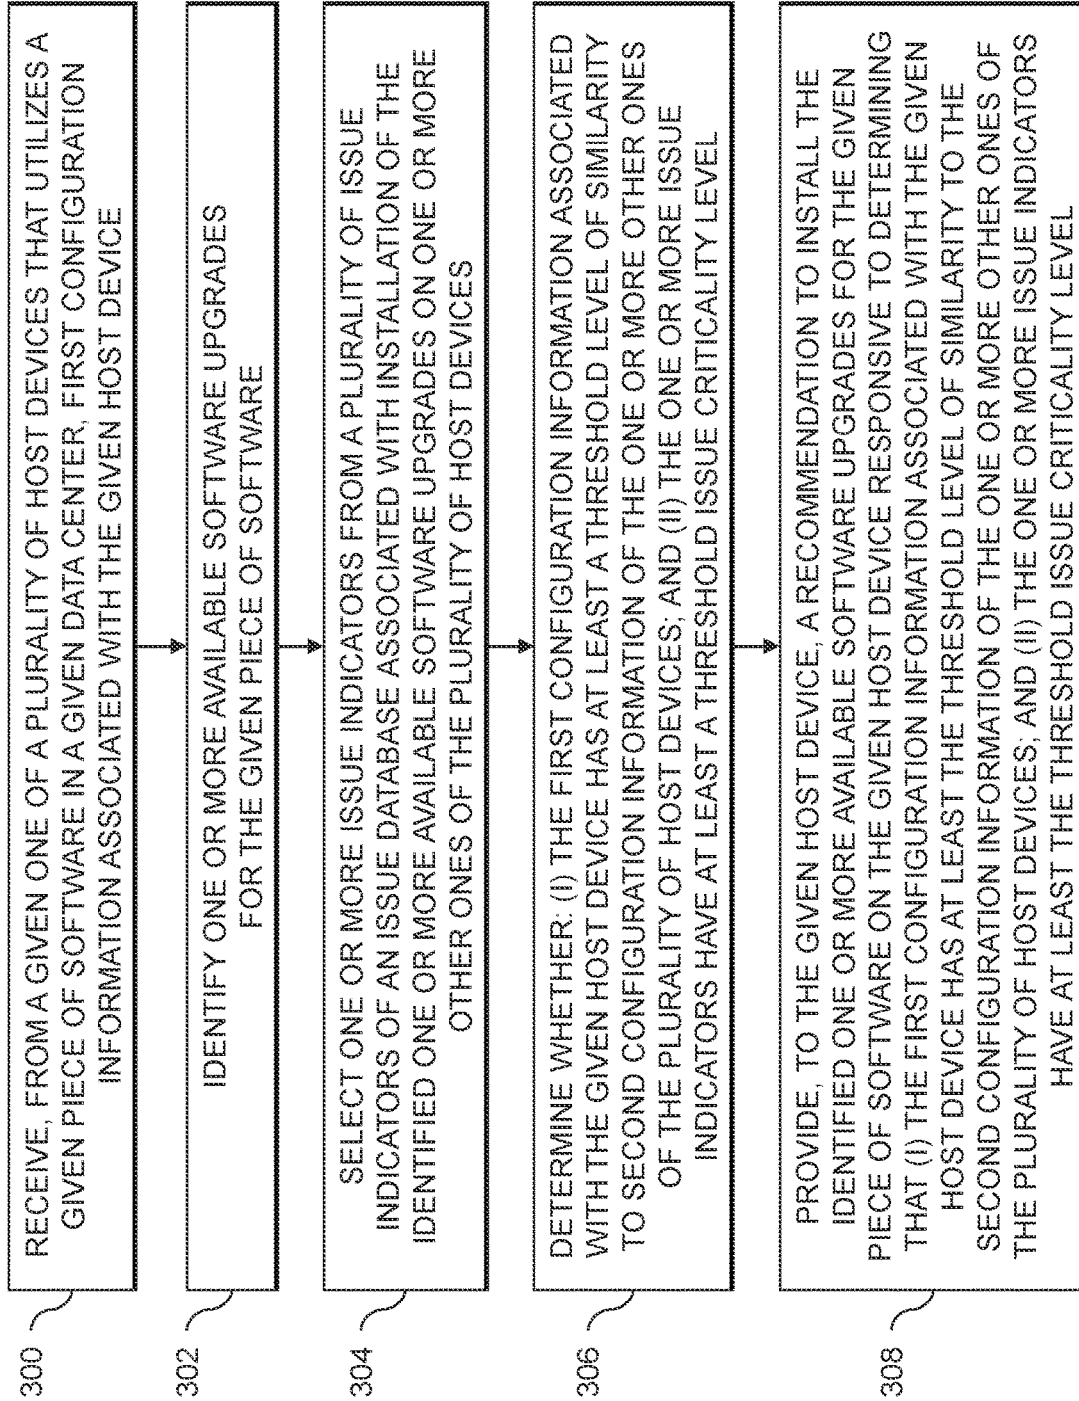 300
RECEIVE, FROM A GIVEN ONE OF A PLURALITY OF HOST DEVICES THAT UTILIZES A
GIVEN PIECE OF SOFTWARE IN A GIVEN DATA CENTER, FIRST CONFIGURATION
INFORMATION ASSOCIATED WITH THE GIVEN HOST DEVICE
302
IDENTIFY ONE OR MORE AVAILABLE SOFTWARE UPGRADES
FOR THE GIVEN PIECE OF SOFTWARE
304
SELECT ONE OR MORE ISSUE INDICATORS FROM A PLURALITY OF ISSUE
INDICATORS OF AN ISSUE DATABASE ASSOCIATED WITH INSTALLATION OF THE
IDENTIFIED ONE OR MORE AVAILABLE SOFTWARE UPGRADES ON ONE OR MORE
OTHER ONES OF THE PLURALITY OF HOST DEVICES
306
DETERMINE WHETHER: (I) THE FIRST CONFIGURATION INFORMATION ASSOCIATED
WITH THE GIVEN HOST DEVICE HAS AT LEAST A THRESHOLD LEVEL OF SIMILARITY
TO SECOND CONFIGURATION INFORMATION OF THE ONE OR MORE OTHER ONES
OF THE PLURALITY OF HOST DEVICES; AND (II) THE ONE OR MORE ISSUE
INDICATORS HAVE AT LEAST A THRESHOLD ISSUE CRITICALITY LEVEL
308
PROVIDE, TO THE GIVEN HOST DEVICE, A RECOMMENDATION TO INSTALL THE
IDENTIFIED ONE OR MORE AVAILABLE SOFTWARE UPGRADES FOR THE GIVEN
PIECE OF SOFTWARE ON THE GIVEN HOST DEVICE RESPONSIVE TO DETERMINING
THAT (I) THE FIRST CONFIGURATION INFORMATION ASSOCIATED WITH THE GIVEN
HOST DEVICE HAS AT LEAST THE THRESHOLD LEVEL OF SIMILARITY TO THE
SECOND CONFIGURATION INFORMATION OF THE ONE OR MORE OTHER ONES OF
THE PLURALITY OF HOST DEVICES; AND (II) THE ONE OR MORE ISSUE INDICATORS
HAVE AT LEAST THE THRESHOLD ISSUE CRITICALITY LEVEL